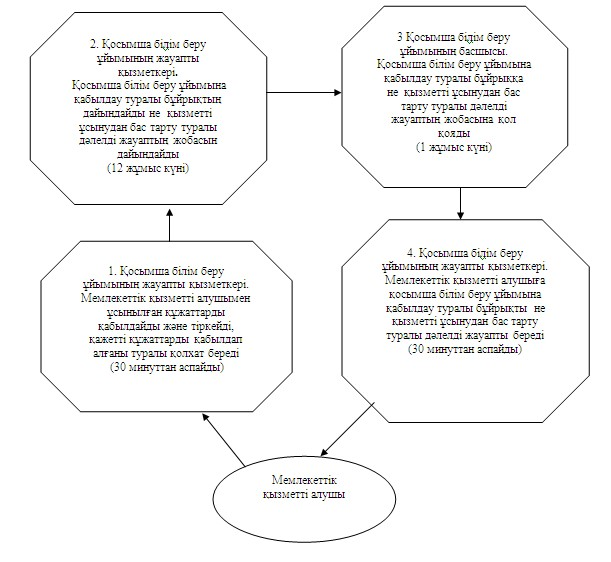 2. Қосымша бідім беру
ұйымының жауапты
қызметкері.
Қосымша білім беру ұйымына
қабылдау туралы бұйрықтын
дайындайды не қызметті
ұсынудан бас тарту туралы
дәлелді жауаптың жобасын
дайындайды
(12 жұмыс күні)
3 Қосымша бідім беру
ұйымының басшысы.
Қосымша білім беру ұйымына
қабылдау туралы бұйрыққа
не қызметті ұсынудан бас
тарту туралы дәлелді
жауаптың жобасына қол
қояды
(1 жұмыс күні)
1. Қосымша білім беру
ұйымының жауапты қызметкері.
Мемлекеттік қызметті алушымен
ұсынылған құжаттарды
қабылдайды және тіркейді,
қажетті құжаттарды қабылдап
алғаны туралы қолхат береді
(30 минуттан аспайды)
4. Қосымша бідім беру
ұйымының жауапты қызметкері.
Мемлекеттік қызметті алушыға
қосымша білім беру ұйымына
қабылдау туралы бұйрықты не
қызметті ұсынудан бас тарту
туралы дәлелді жауапты береді
(30 минуттан аспайды)
Мемлекеттік
қызметті алушы